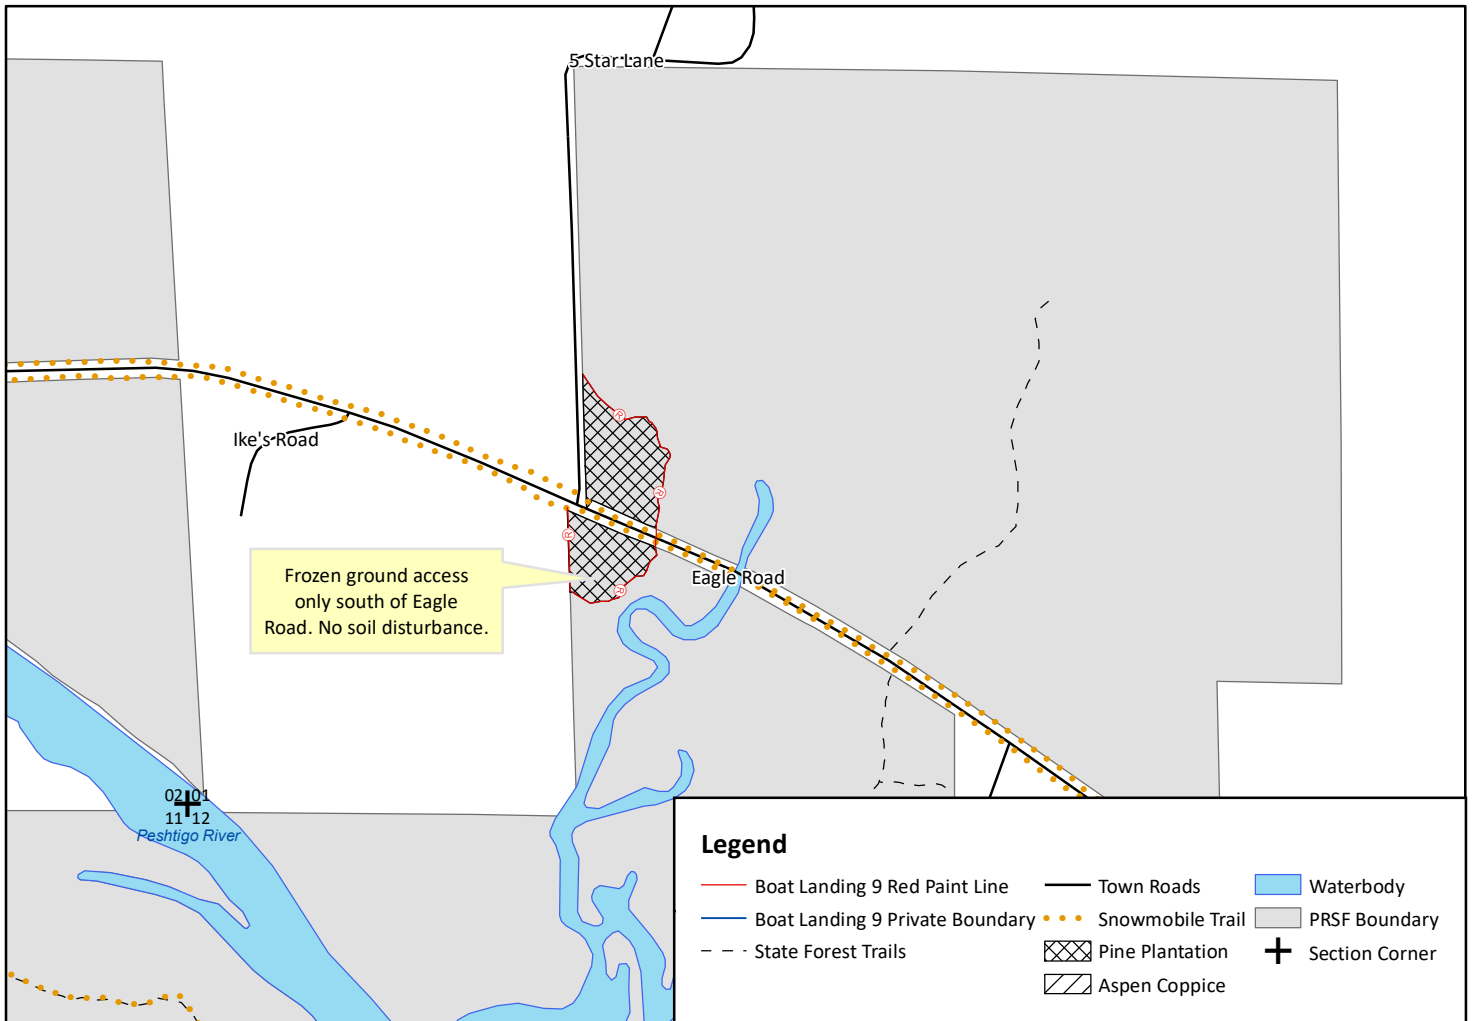 5 Star Lane
Ike's Road
R
R
R
R
Frozen ground access
only south of Eagle
Road. No soil disturbance.
Eagle Road
02 01
11 12
Peshtigo River
Legend
Boat Landing 9 Red Paint Line
Boat Landing 9 Private Boundary
State Forest Trails
Town Roads
Snowmobile Trail
Pine Plantation
Aspen Coppice
Waterbody
PRSF Boundary
Section Corner